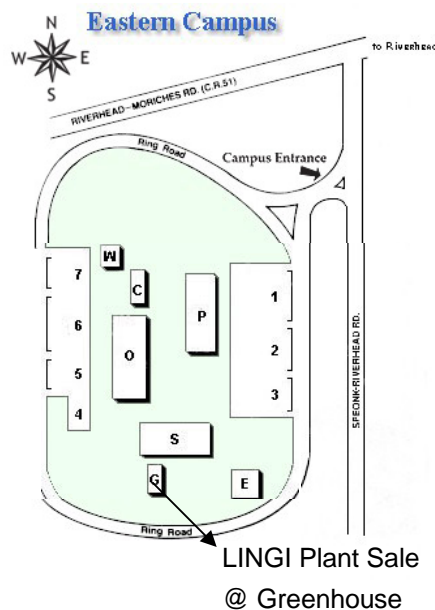 Eastern Campus
N
W E
S
to Riverhead
RIVERHEAD-MORICHES RD. (C.R.51)
Ring Road
Campus Entrance
M
7
C
1
P
6
O
2
5
3
4
SPEONK-RIVERHEAD RD.
S
G
E
Ring Road
LINGI Plant Sale
@ Greenhouse